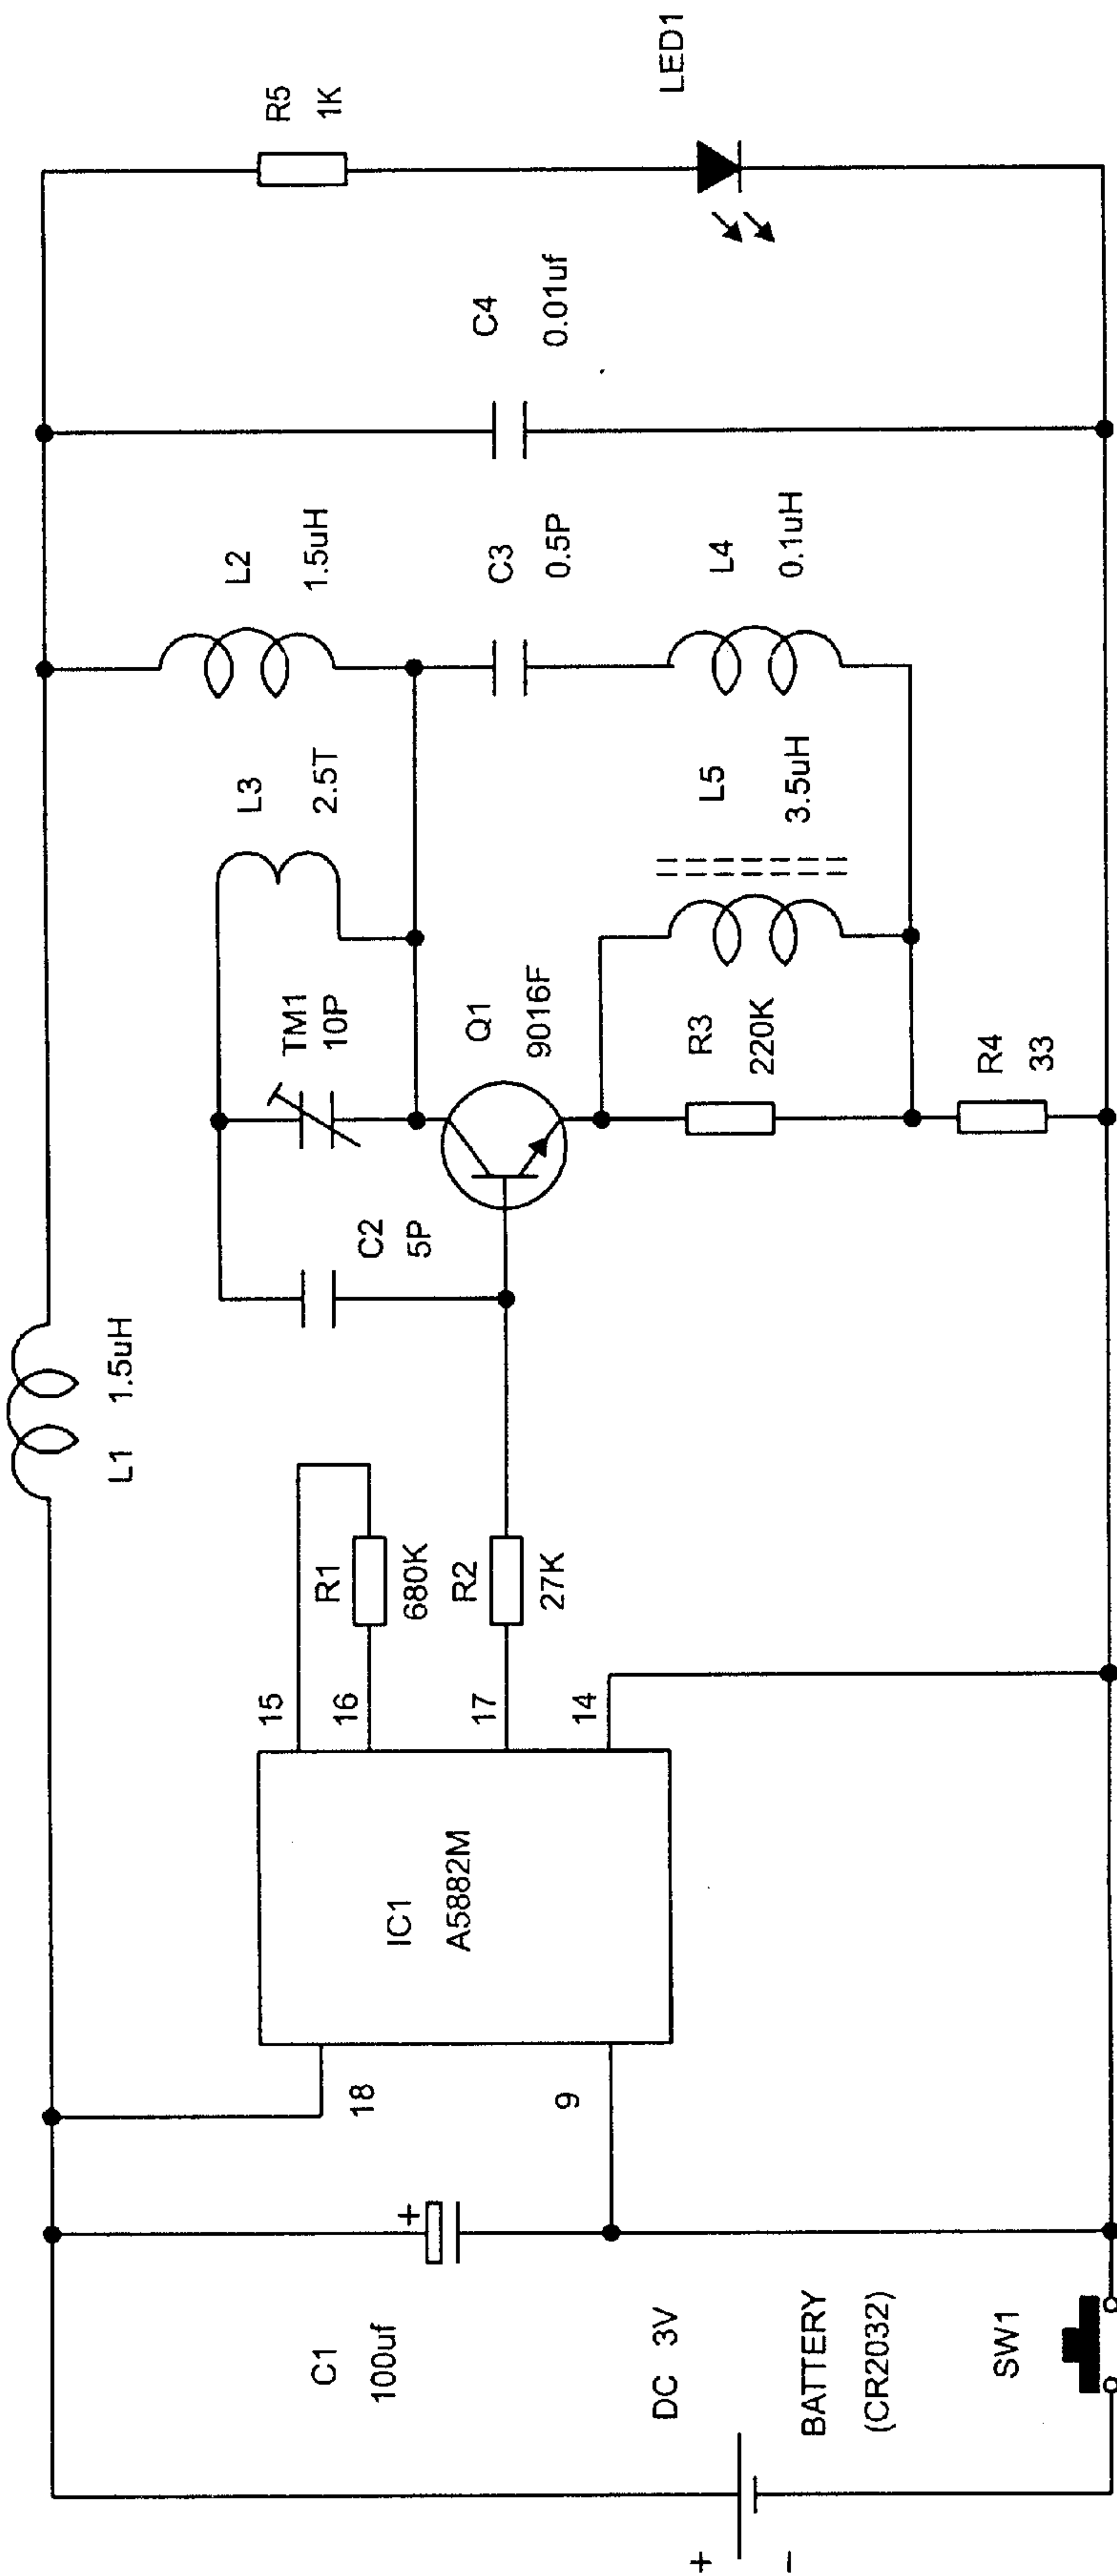 L1 1.5uH
R5
1K
LED1
C4
0.01uf
L2
1.5uH
C3
0.5P
L4
0.1uH
L3
2.5T
L5
3.5uH
TM1
10P
Q1
9016F
R3
220K
R4
33
C2
5P
R1
680K
R2
27K
15
16
17
14
IC1
A5882M
18
9
+
C1
100uf
DC 3V
BATTERY
(CR2032)
SW1
+
−